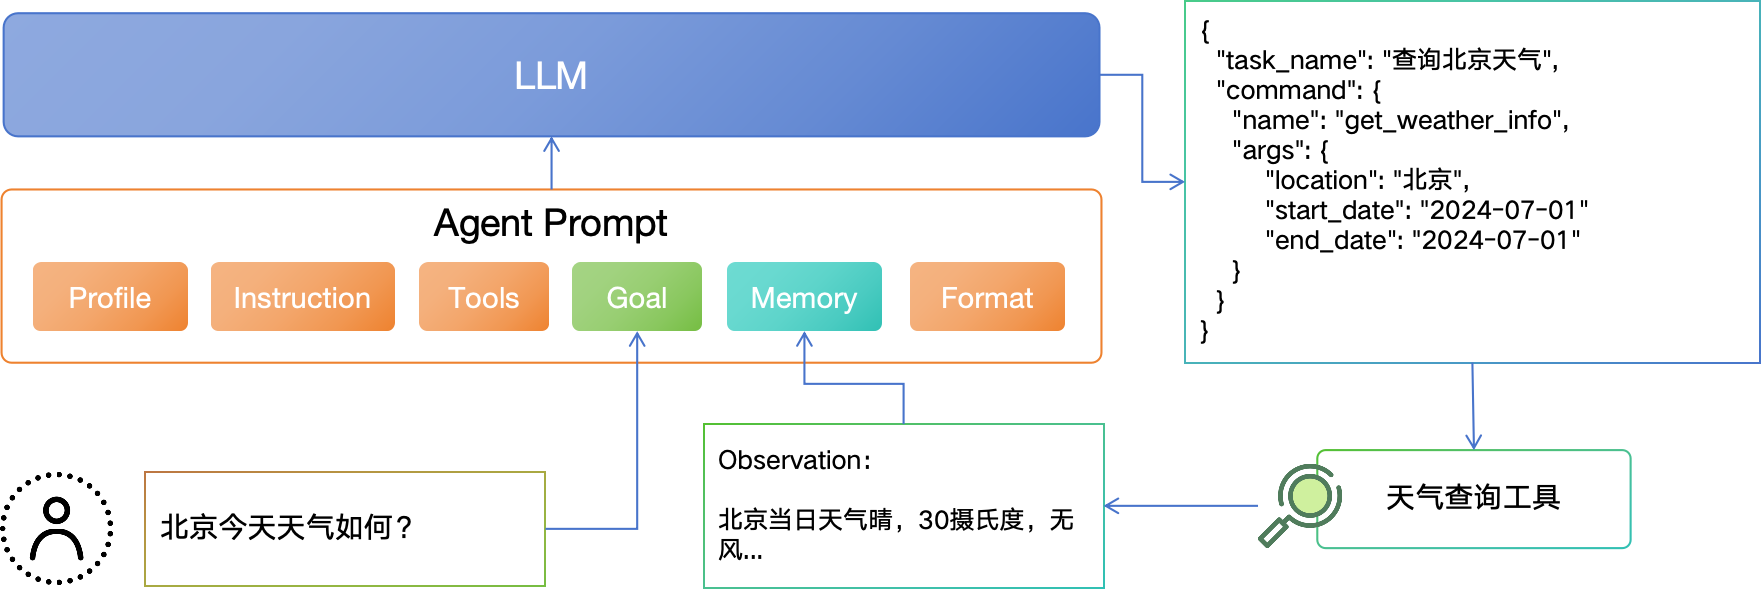 LLM
Agent Prompt
Profile
Instruction
Tools
Goal
Memory
Format
{
"task_name": "查询北京天气",
"command": {
"name": "get_weather_info",
"args": {
"location": "北京",
"start_date": "2024-07-01"
"end_date": "2024-07-01"
}
}
}
北京今天天气如何?
Observation:
北京当日天气晴，30摄氏度，无
风...
天气查询工具